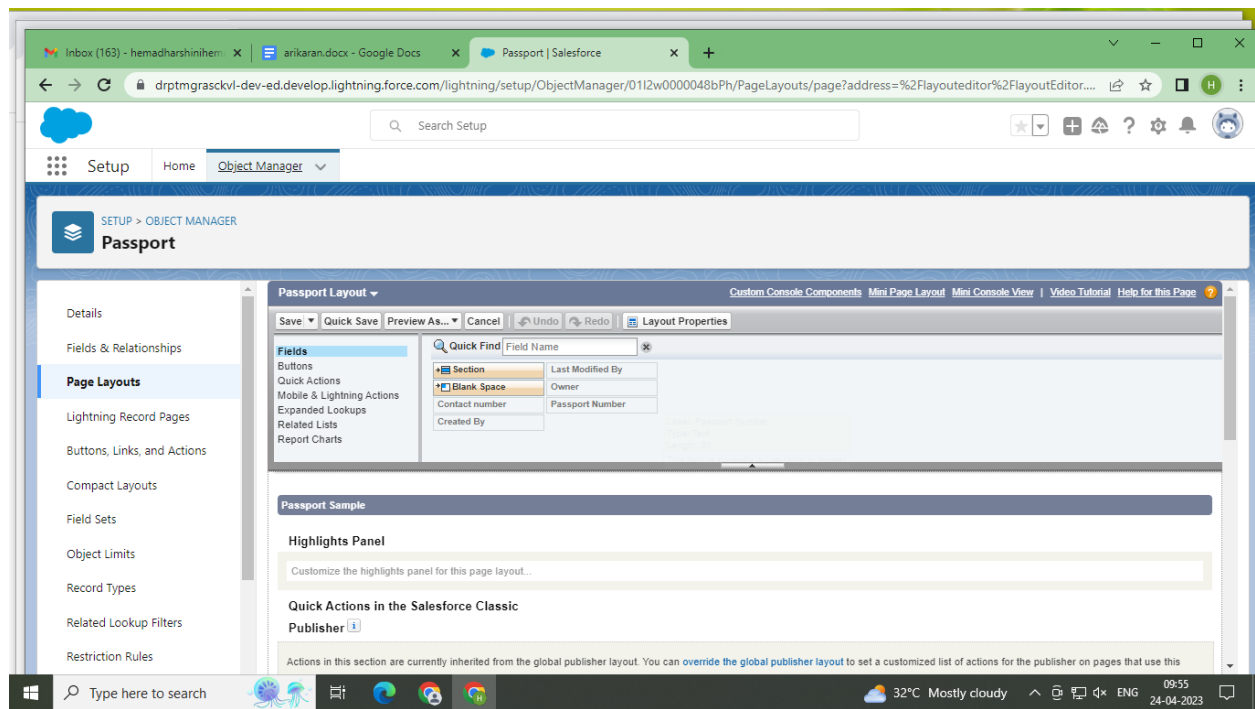 Inbox (163) - hemadharshinihem
arikaran.docx - Google Docs
Passport | Salesforce
drptmgrasckvl-dev-ed.develop.lightning.force.com/lightning/setup/ObjectManager/01I2w0000048bPh/PageLayouts/page?address=%2Flayouteditor%2FlayoutEditor....
H
Search Setup
Setup
Home
Object Manager
SETUP > OBJECT MANAGER
Passport
Details
Fields & Relationships
Page Layouts
Lightning Record Pages
Buttons, Links, and Actions
Compact Layouts
Field Sets
Object Limits
Record Types
Related Lookup Filters
Restriction Rules
Passport Layout
Custom Console Components Mini Page Layout Mini Console View | Video Tutorial Help for this Page ?
Save Quick Save Preview As... Cancel Undo Redo Layout Properties
Fields
Buttons
Quick Actions
Mobile & Lightning Actions
Expanded Lookups
Related Lists
Report Charts
Quick Find Field Name
Section Last Modified By
Blank Space Owner
Contact number Passport Number
Created By
Passport Sample
Highlights Panel
Customize the highlights panel for this page layout...
Quick Actions in the Salesforce Classic
Publisher i
Actions in this section are currently inherited from the global publisher layout. You can override the global publisher layout to set a customized list of actions for the publisher on pages that use this
Type here to search
32°C Mostly cloudy
ENG
09:55
24-04-2023